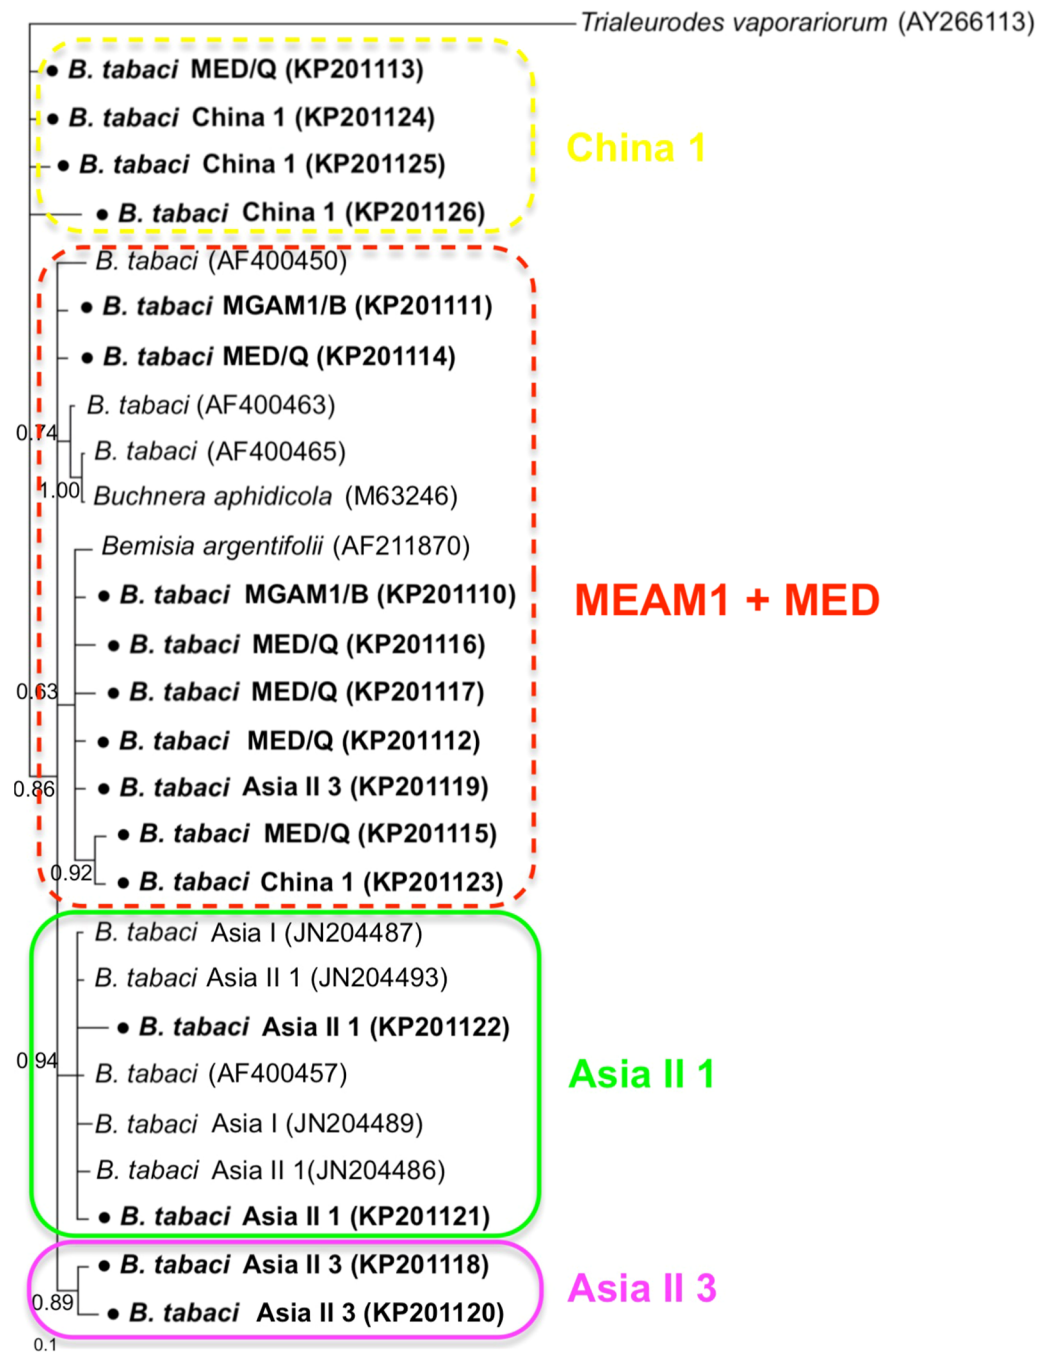 Trialeurodes vaporariorum (AY266113)
B. tabaci MED/Q (KP201113)
B. tabaci China 1 (KP201124)
China 1
B. tabaci China 1 (KP201125)
B. tabaci China 1 (KP201126)
B. tabaci (AF400450)
B. tabaci MGAM1/B (KP201111)
B. tabaci MED/Q (KP201114)
B. tabaci (AF400463)
0.74
B. tabaci (AF400465)
1.00
Buchnera aphidicola (M63246)
Bemisia argentifolii (AF211870)
B. tabaci MGAM1/B (KP201110)
MEAM1 + MED
B. tabaci MED/Q (KP201116)
0.63
B. tabaci MED/Q (KP201117)
B. tabaci MED/Q (KP201112)
0.86
B. tabaci Asia II 3 (KP201119)
B. tabaci MED/Q (KP201115)
0.92
B. tabaci China 1 (KP201123)
B. tabaci Asia I (JN204487)
B. tabaci Asia II 1 (JN204493)
B. tabaci Asia II 1 (KP201122)
0.94
B. tabaci (AF400457)
Asia II 1
B. tabaci Asia I (JN204489)
B. tabaci Asia II 1(JN204486)
B. tabaci Asia II 1 (KP201121)
B. tabaci Asia II 3 (KP201118)
Asia II 3
0.89
B. tabaci Asia II 3 (KP201120)
0.1